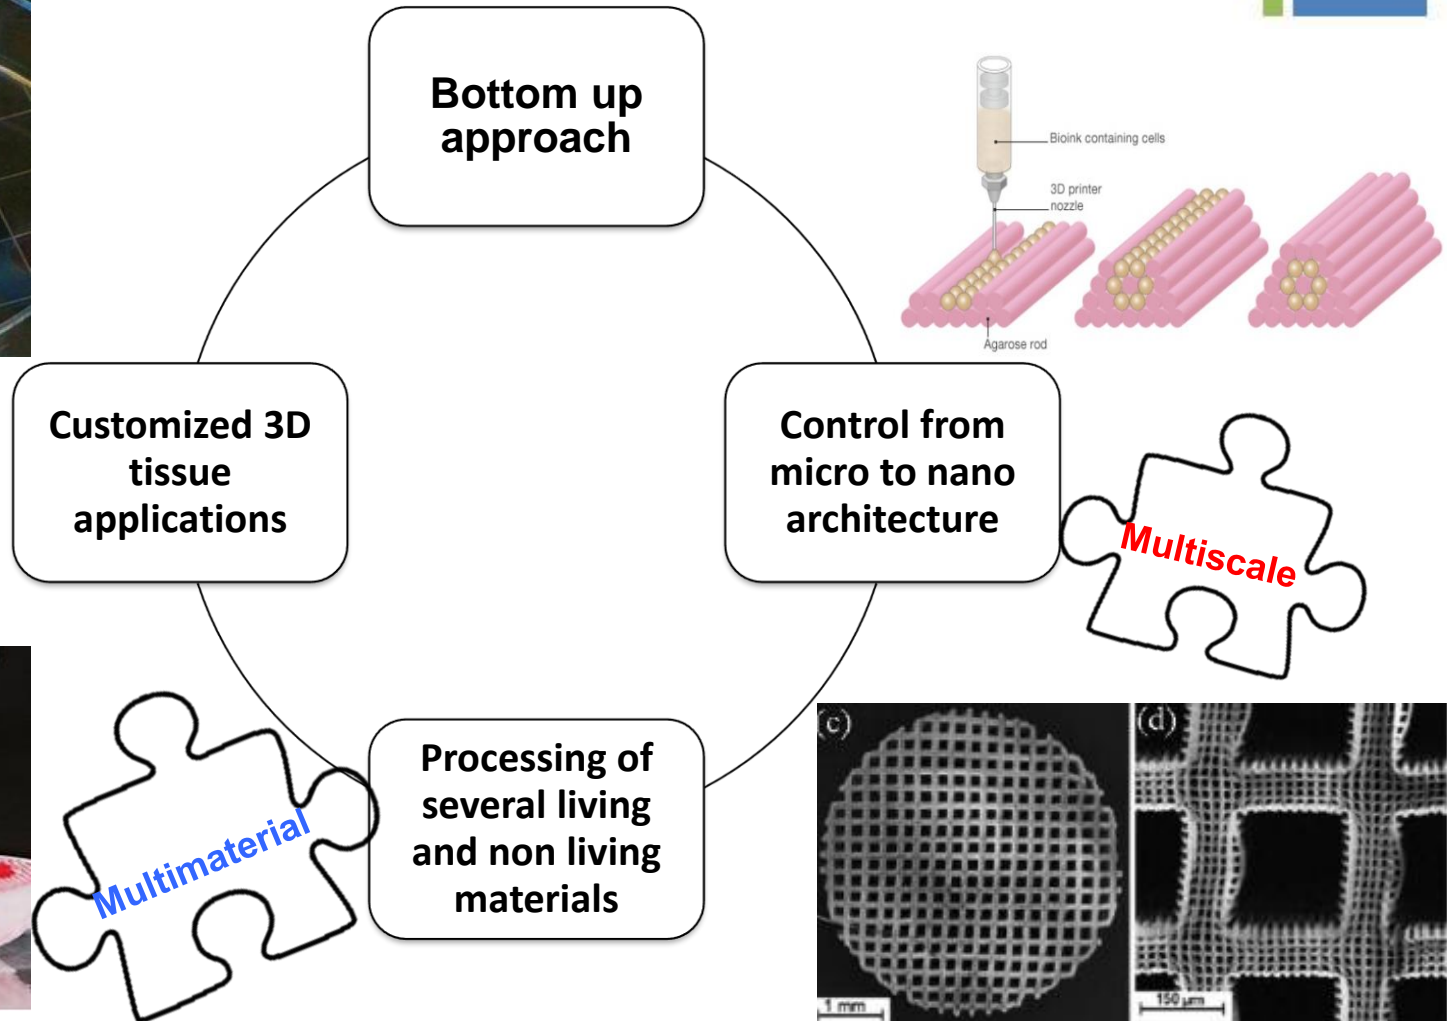 Bottom up
approach
Bioink containing cells
3D printer
nozzle
Agarose rod
Customized 3D
tissue
applications
Control from
micro to nano
architecture
Multiscale
Processing of
several living
and non living
materials
Multimaterial
(c)
1 mm
(d)
150 µm